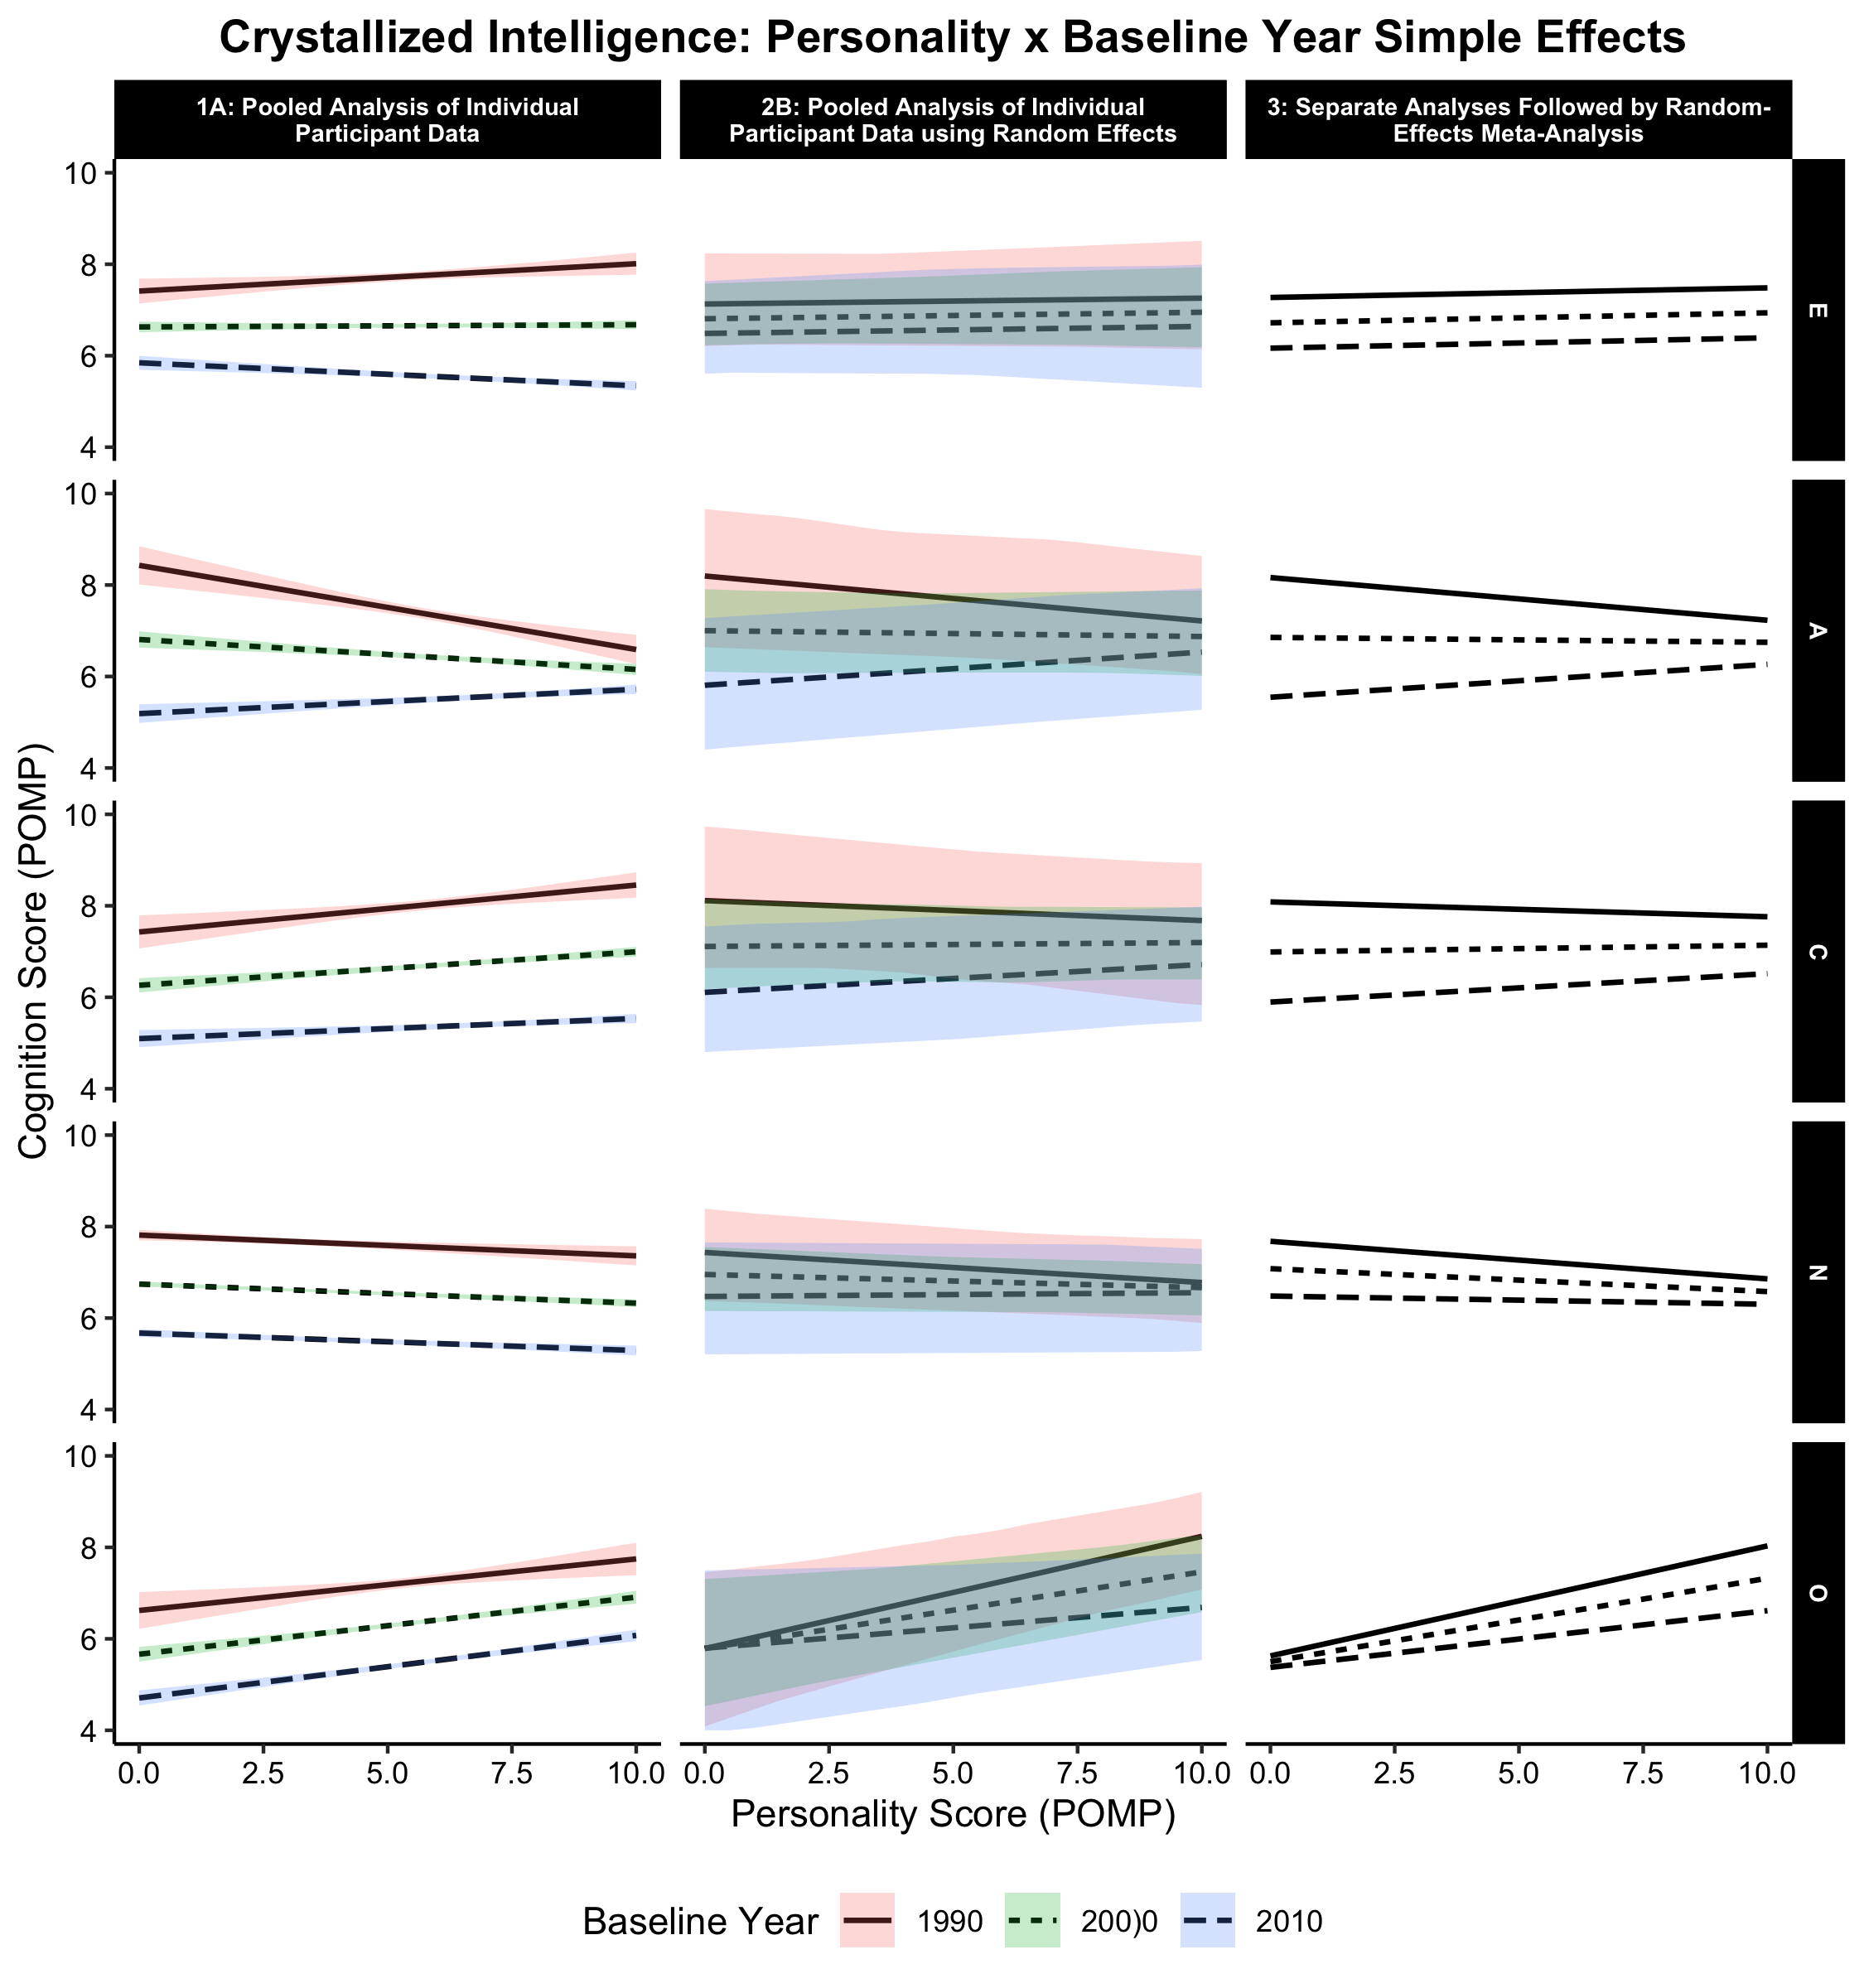 Crystallized Intelligence: Personality x Baseline Year Simple Effects
1A: Pooled Analysis of Individual
Participant Data
2B: Pooled Analysis of Individual
Participant Data using Random Effects
3: Separate Analyses Followed by Random-
Effects Meta-Analysis
Cognition Score (POMP)
10
8
6
4
E
10
8
6
4
A
10
8
6
4
C
10
8
6
4
N
10
8
6
4
O
0.0 2.5 5.0 7.5 10.0 0.0 2.5 5.0 7.5 10.0 0.0 2.5 5.0 7.5 10.0
Personality Score (POMP)
Baseline Year 1990 200)0 2010